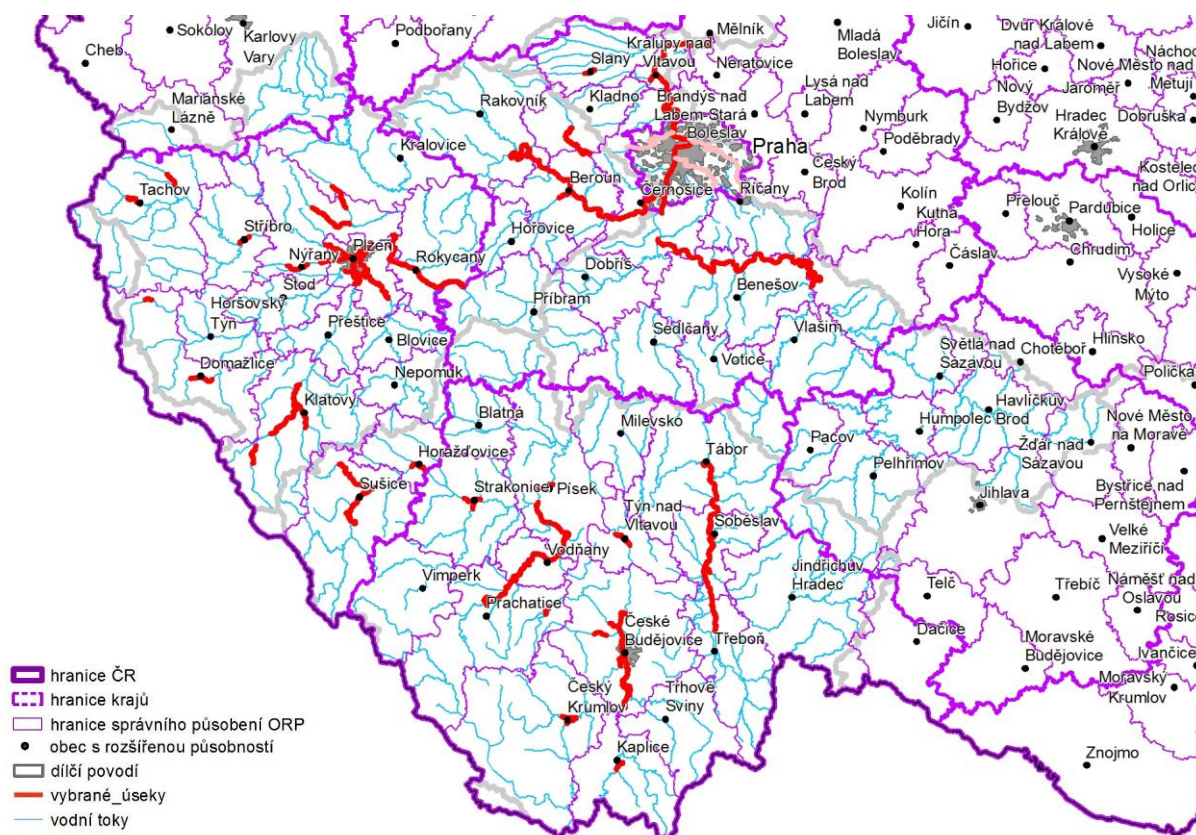 Cheb
Sokolov
Karlovy
Vary
Podbořany
Mělník
Kralupy nad
Vltavou
Slaný
Neratovice
Mladá
Boleslav
Jičín
Dvůr Králové
nad Labem
Hořice
Náchod
Nové Město nad
Metují
Jaroměř
Nový
Bydžov
Hradec
Králové
Dobruška
Mariánské
Lázně
Rakovník
Kladno
Brandýs nad
Labem-Stará
Boleslav
Lysá nad
Labem
Nymburk
Poděbrady
Praha
Kralovice
Kostelec
nad Orlicí
Český
Brod
Beroun
Černošice
Říčany
Kolín
Kutná
Hora
Přelouč
Pardubice
Holice
Tachov
Stříbro
Plzeň
Nýřany
Rokycany
Hořovice
Dobříš
Čáslav
Chrudim
Vysoké
Mýto
Stod
Horšovský
Týn
Příbram
Benešov
Přeštice
Blovice
Sedlčany
Votice
Vlašim
Světlá nad
Sázavou
Chotěboř
Hlinsko
Polička
Domažlice
Nepomuk
Klatovy
Blatná
Milevsko
Havlíčkův
Brod
Humpolec
Nové Město
na Moravě
Pacov
Tábor
Žďár nad
Sázavou
Horažďovice
Pelhřimov
Sušice
Strakonice
Písek
Týn nad
Vltavou
Jihlava
Bystřice nad
Pernštejnem
Soběslav
Velké
Meziříčí
Vodňany
Vimperk
Jindřichův
Hradec
Prachatice
Telč
Třebíč
Náměšť nad
Oslavou
Rosice
České
Budějovice
Třeboň
Dačice
Moravské
Budějovice
Ivančice
Moravský
Krumlov
Český
Krumlov
Trhové
Sviny
Kaplice
Znojmo
hranice ČR
hranice krajů
hranice správního působení ORP
obec s rozšířenou působností
dílčí povodí
vybrané_úseky
vodní toky